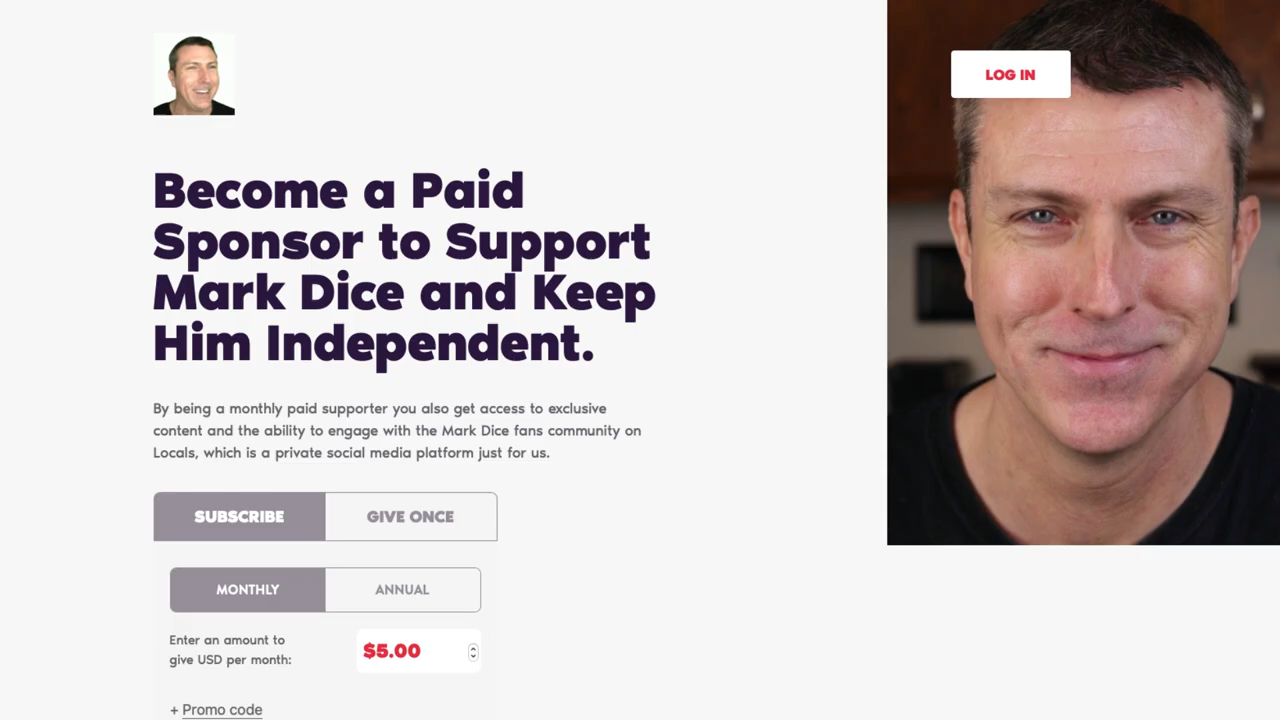 LOG IN
Become a Paid
Sponsor to Support
Mark Dice and Keep
Him Independent.
By being a monthly paid supporter you also get access to exclusive
content and the ability to engage with the Mark Dice fans community on
Locals, which is a private social media platform just for us.
SUBSCRIBE GIVE ONCE
MONTHLY ANNUAL
Enter an amount to
give USD per month:
$5.00
+ Promo code